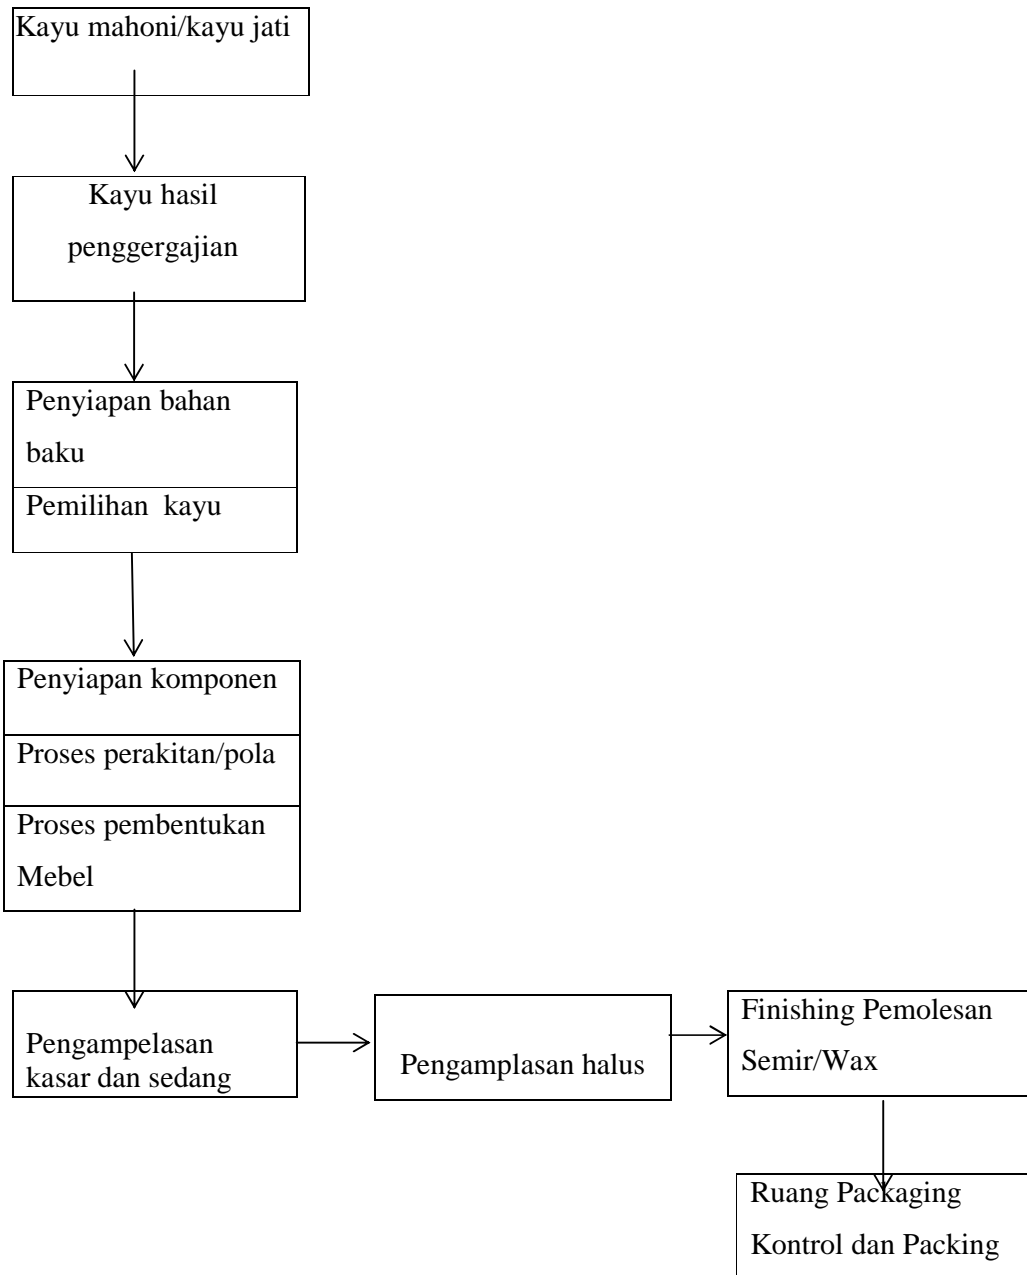 Kayu mahoni/kayu jati
Kayu hasil
penggergajian
Penyiapan bahan
baku
Pemilihan kayu
Penyiapan komponen
Proses perakitan/pola
Proses pembentukan
Mebel
Pengampelasan
kasar dan sedang
Pengamplasan halus
Finishing Pemolesan
Semir/Wax
Ruang Packaging
Kontrol dan Packing